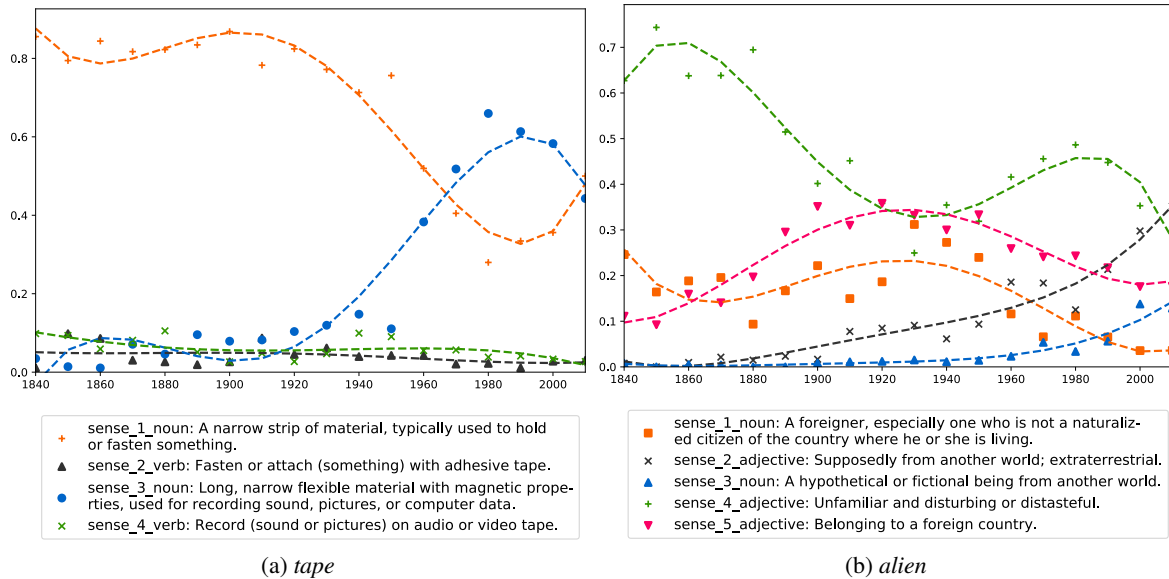 0.8
0.6
0.4
0.2
0.0
1840 1860 1880 1900 1920 1940 1960 1980 2000
sense_1_noun: A narrow strip of material, typically used to hold
or fasten something.
sense_2_verb: Fasten or attach (something) with adhesive tape.
sense_3_noun: Long, narrow flexible material with magnetic prope-
rties, used for recording sound, pictures, or computer data.
sense_4_verb: Record (sound or pictures) on audio or video tape.
(a) tape
0.7
0.6
0.5
0.4
0.3
0.2
0.1
0.0
1840 1860 1880 1900 1920 1940 1960 1980 2000
sense_1_noun: A foreigner, especially one who is not a naturaliz-
ed citizen of the country where he or she is living.
sense_2_adjective: Supposedly from another world; extraterrestrial.
sense_3_noun: A hypothetical or fictional being from another world.
sense_4_adjective: Unfamiliar and disturbing or distasteful.
sense_5_adjective: Belonging to a foreign country.
(b) alien